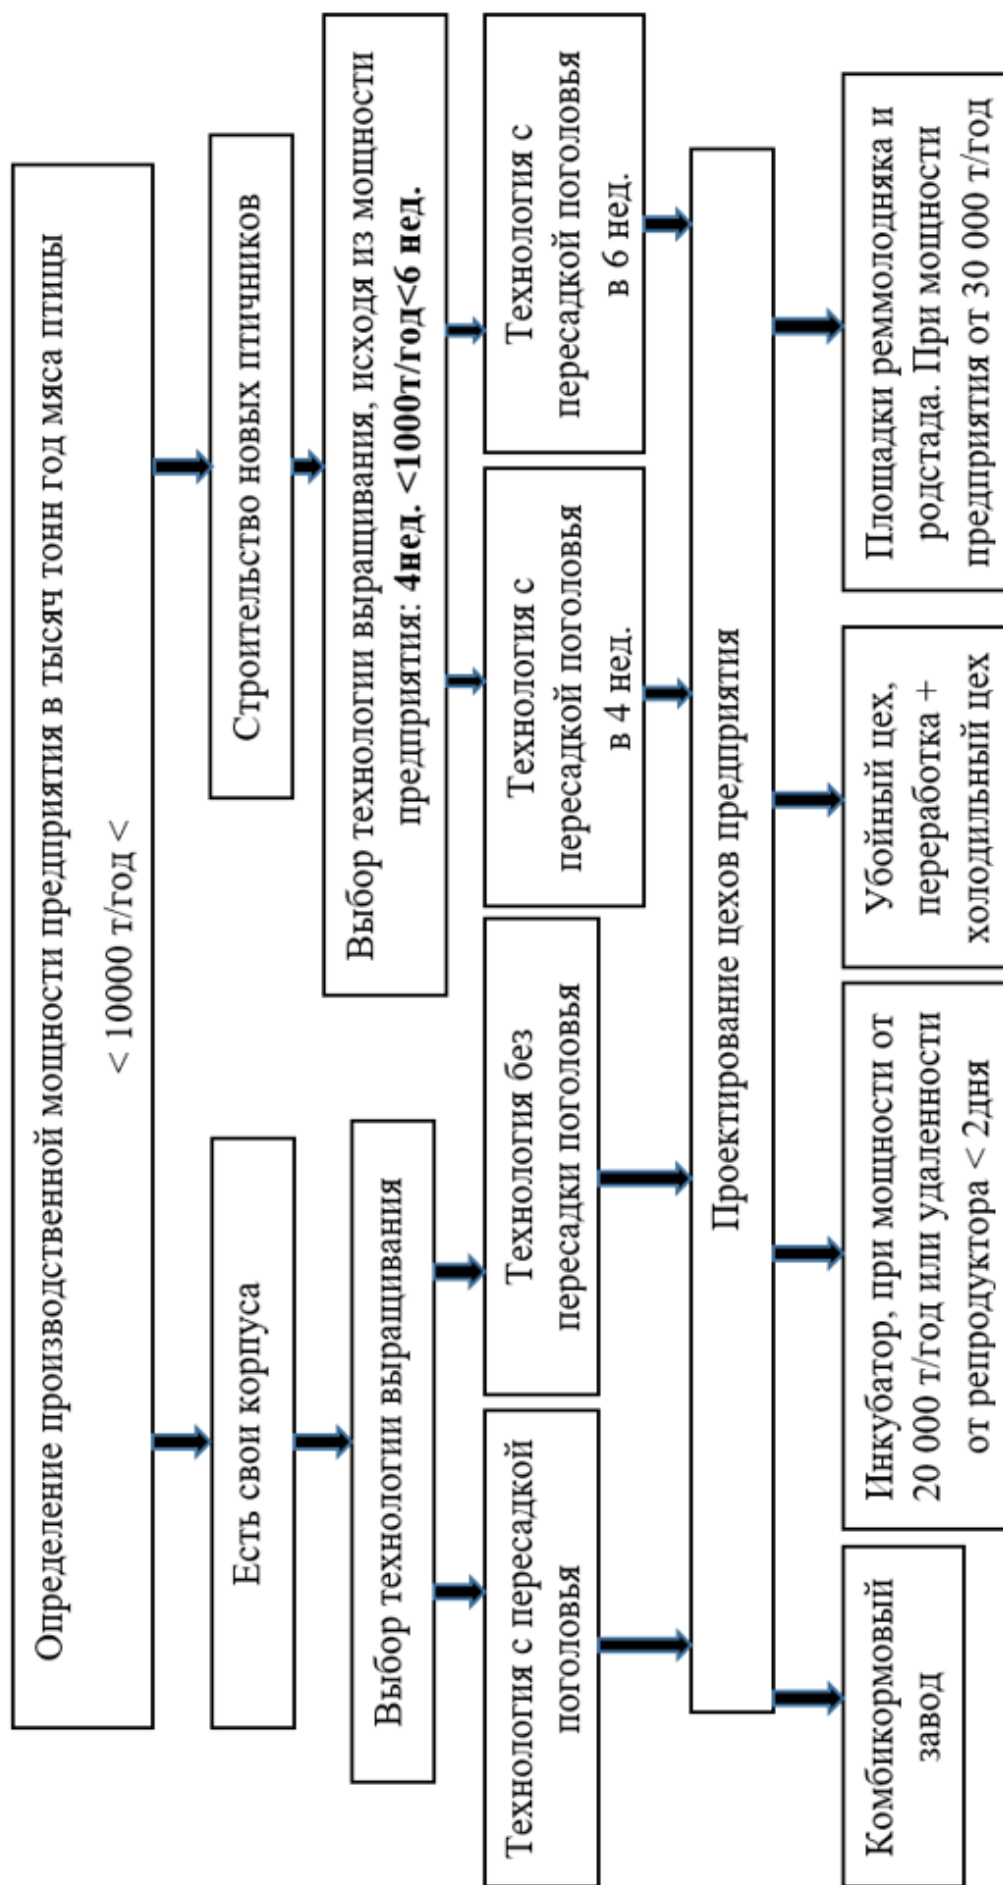 Определение производственной мощности предприятия в тысяч тонн год мяса птицы
< 10000 т/год <
Есть свои корпуса
Строительство новых птичников
Выбор технологии выращивания
Выбор технологии выращивания, исходя из мощности
предприятия: 4нед. <1000т/год<6 нед.
Технология с пересадкой
поголовья
Технология без
пересадки поголовья
Технология с
пересадкой поголовья
в 4 нед.
Технология с
пересадкой поголовья
в 6 нед.
Проектирование цехов предприятия
Комбикормовый
завод
Инкубатор, при мощности от
20 000 т/год или удаленности
от репродуктора < 2дня
Убойный цех,
переработка +
холодильный цех
Площадки реммолодняка и
родстада. При мощности
предприятия от 30 000 т/год